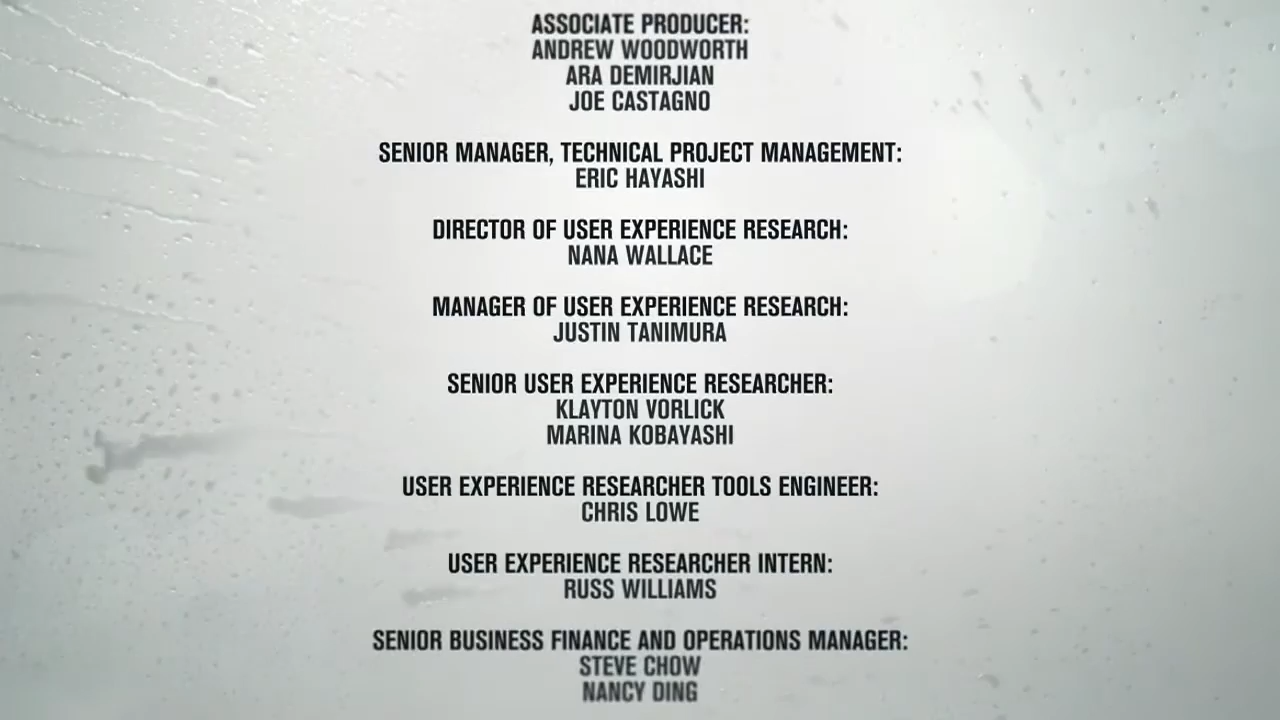 ASSOCIATE PRODUCER:
ANDREW WOODWORTH
ARA DEMIRJIAN
JOE CASTAGNO
SENIOR MANAGER, TECHNICAL PROJECT MANAGEMENT:
ERIC HAYASHI
DIRECTOR OF USER EXPERIENCE RESEARCH:
NANA WALLACE
MANAGER OF USER EXPERIENCE RESEARCH:
JUSTIN TANIMURA
SENIOR USER EXPERIENCE RESEARCHER:
KLAYTON VORLICK
MARINA KOBAYASHI
USER EXPERIENCE RESEARCHER TOOLS ENGINEER:
CHRIS LOWE
USER EXPERIENCE RESEARCHER INTERN:
RUSS WILLIAMS
SENIOR BUSINESS FINANCE AND OPERATIONS MANAGER:
STEVE CHOW
NANCY DING